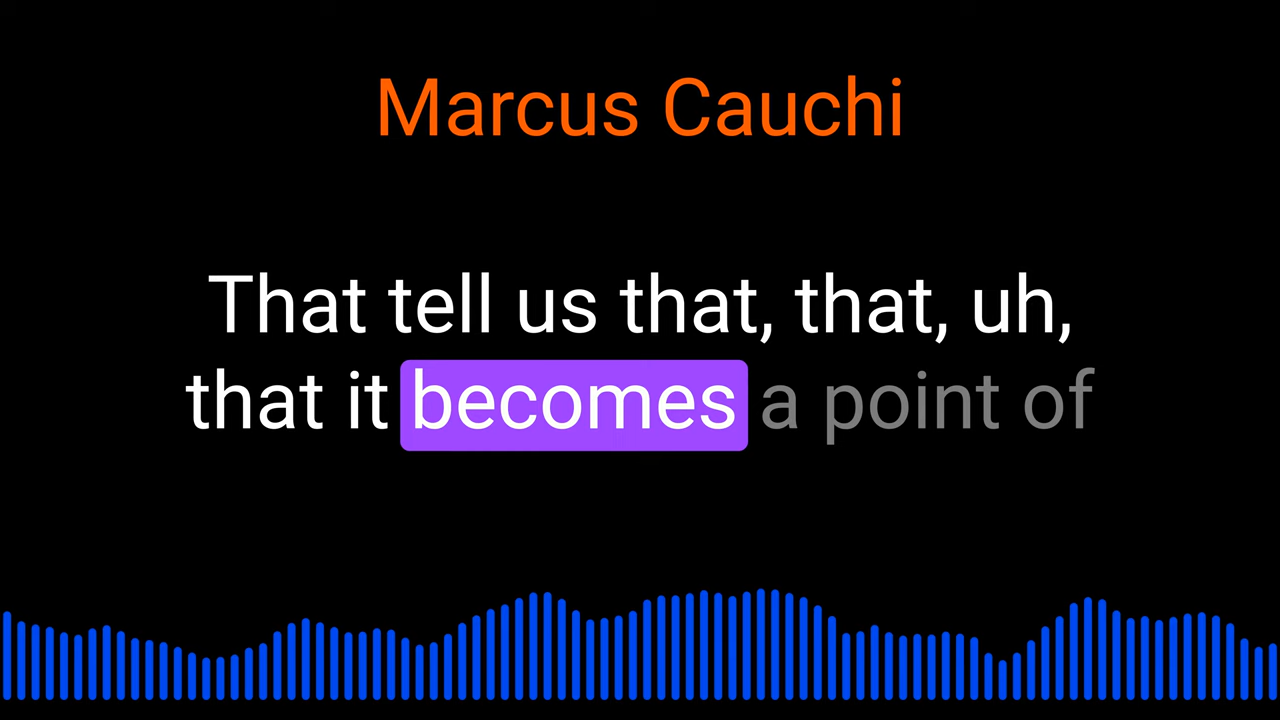 Marcus Cauchi
That tell us that, that, uh,
that it becomes a point of